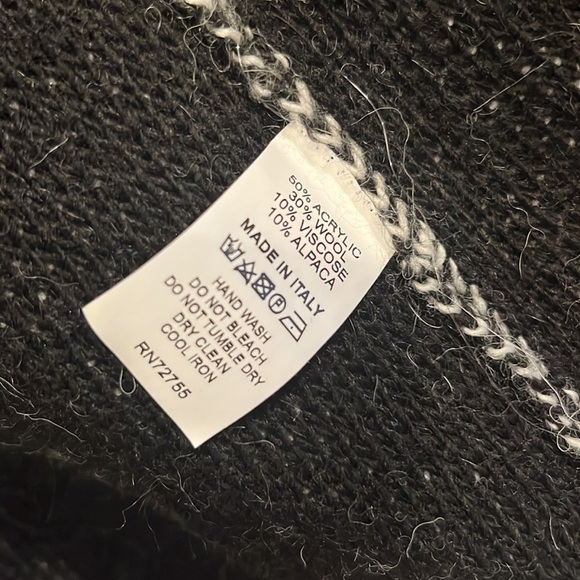 50% ACRYLIC
30% WOOL
10% VISCOSE
10% ALPACA
MADE IN ITALY
HAND WASH
DO NOT BLEACH
DO NOT TUMBLE DRY
DRY CLEAN
COOL IRON
RN72755